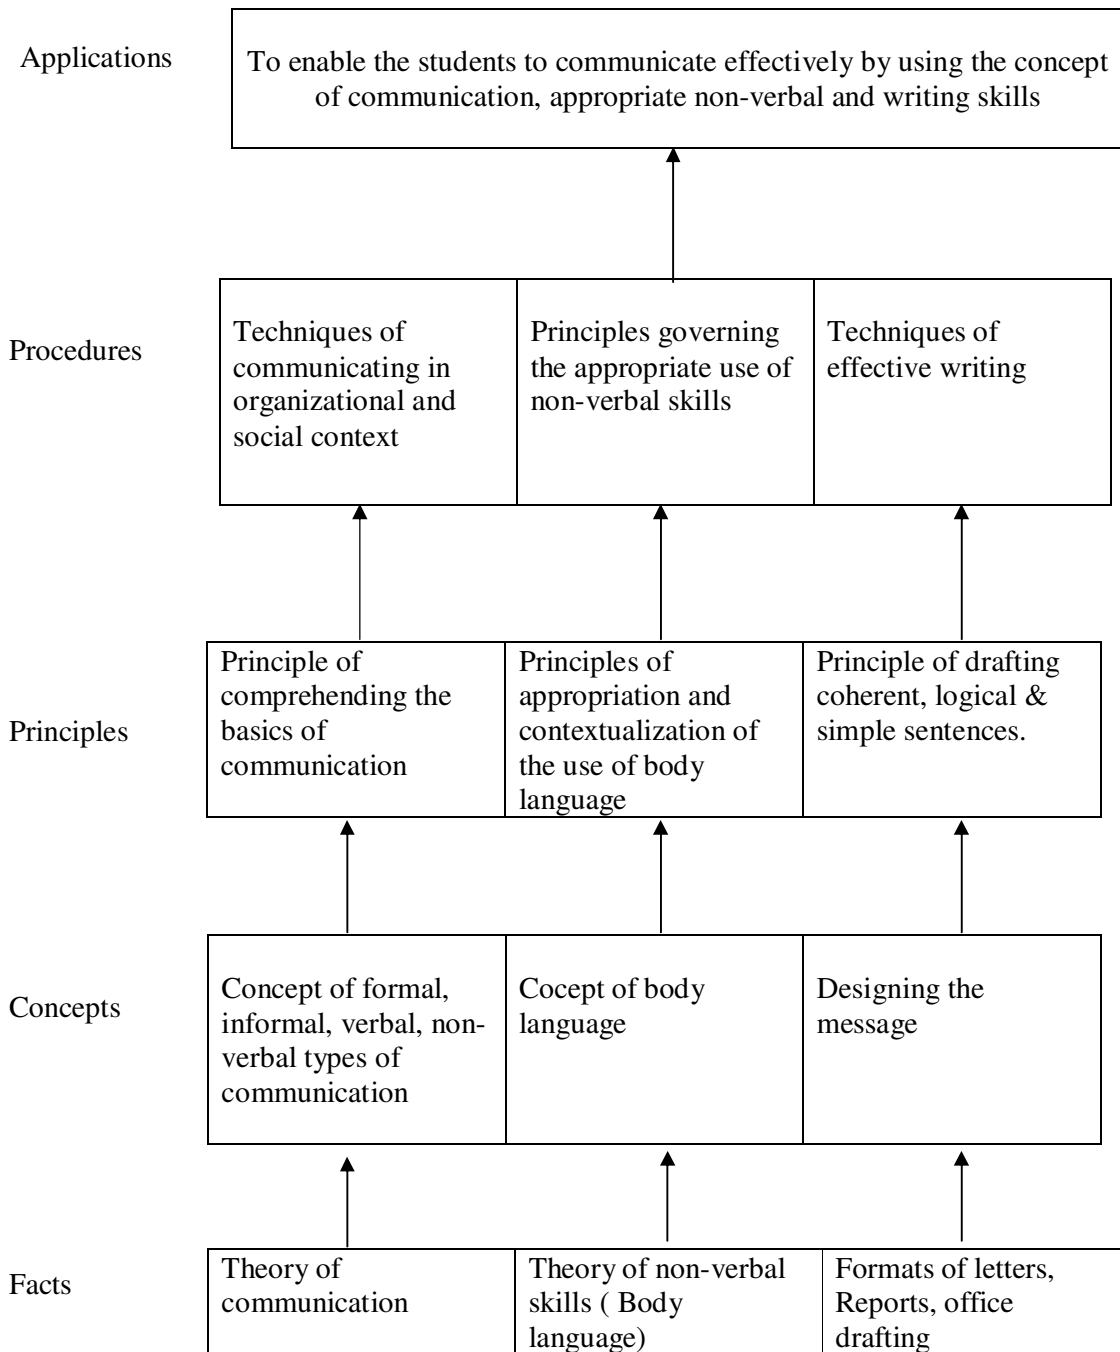 Applications
To enable the students to communicate effectively by using the concept
of communication, appropriate non-verbal and writing skills
Procedures
Techniques of
communicating in
organizational and
social context
Principles governing
the appropriate use of
non-verbal skills
Techniques of
effective writing
Principles
Principle of
comprehending the
basics of
communication
Principles of
appropriation and
contextualization of
the use of body
language
Principle of drafting
coherent, logical &
simple sentences.
Concepts
Concept of formal,
informal, verbal, non-
verbal types of
communication
Cocept of body
language
Designing the
message
Facts
Theory of
communication
Theory of non-verbal
skills ( Body
language)
Formats of letters,
Reports, office
drafting